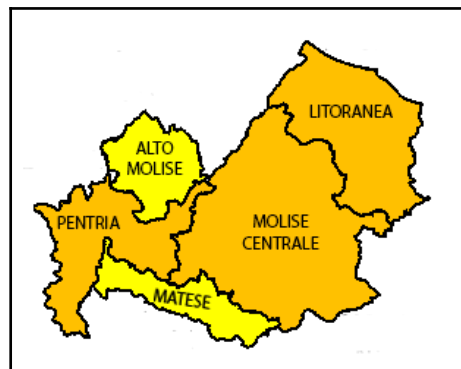 LITORANEA
ALTO
MOLISE
PENTRIA
MOLISE
CENTRALE
MATESE